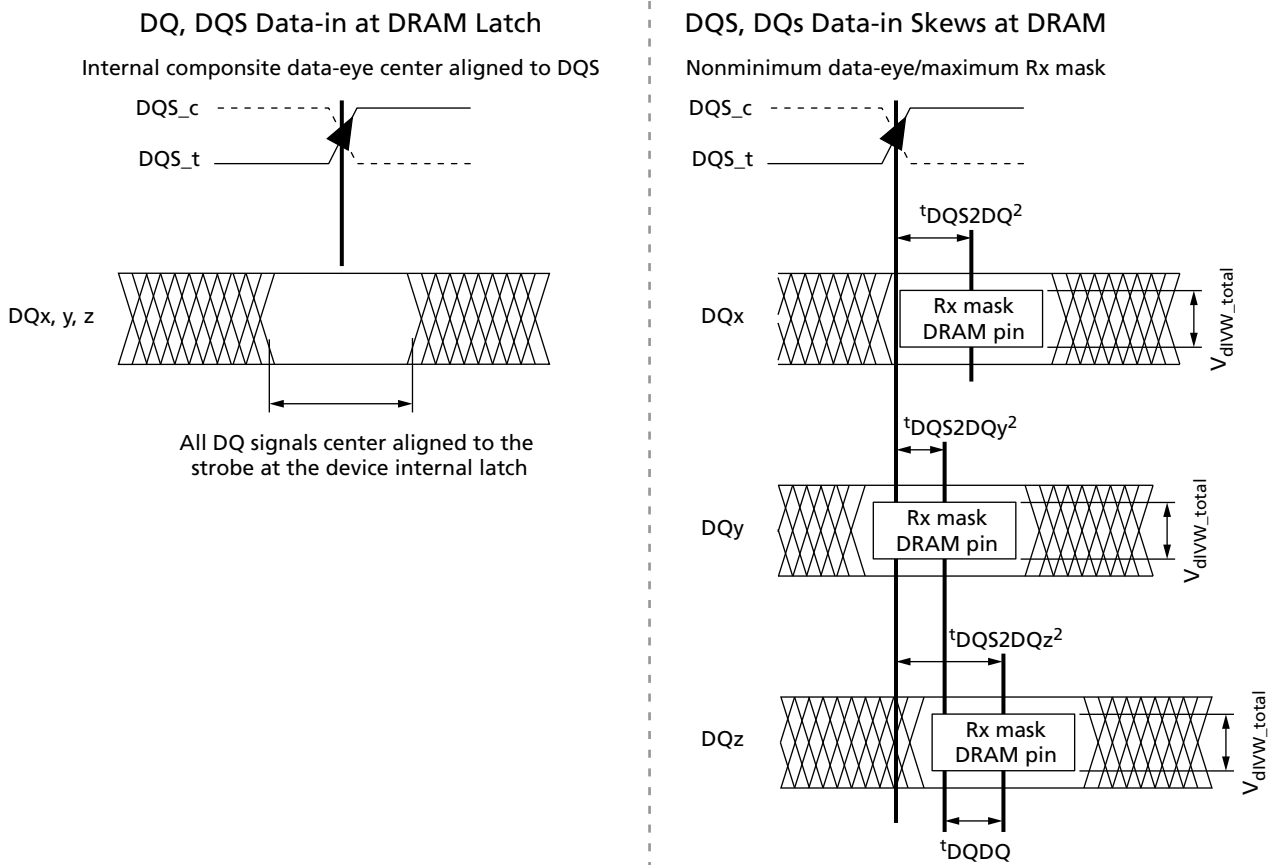 DQ, DQS Data-in at DRAM Latch
Internal componsite data-eye center aligned to DQS
DQS_c
DQS_t
DQx, y, z
All DQ signals center aligned to the
strobe at the device internal latch
DQS, DQs Data-in Skews at DRAM
Nonminimum data-eye/maximum Rx mask
DQS_c
DQS_t
tDQS2DQ2
DQx
Rx mask
DRAM pin
VdIVW_total
tDQS2DQy2
DQy
Rx mask
DRAM pin
VdIVW_total
tDQS2DQz2
DQz
Rx mask
DRAM pin
VdIVW_total
tDQDQ